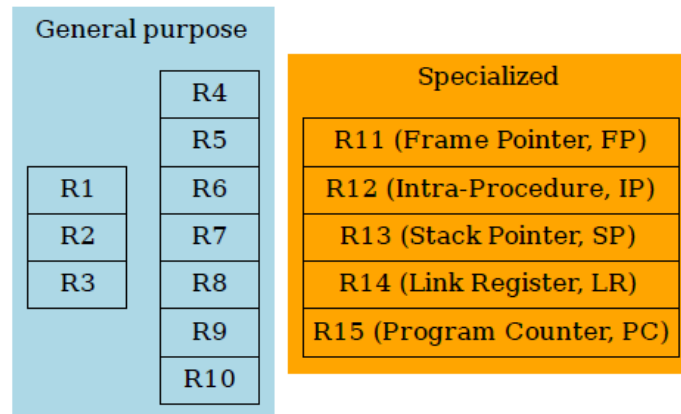 General purpose
R1
R2
R3
R4
R5
R6
R7
R8
R9
R10
Specialized
R11 (Frame Pointer, FP)
R12 (Intra-Procedure, IP)
R13 (Stack Pointer, SP)
R14 (Link Register, LR)
R15 (Program Counter, PC)